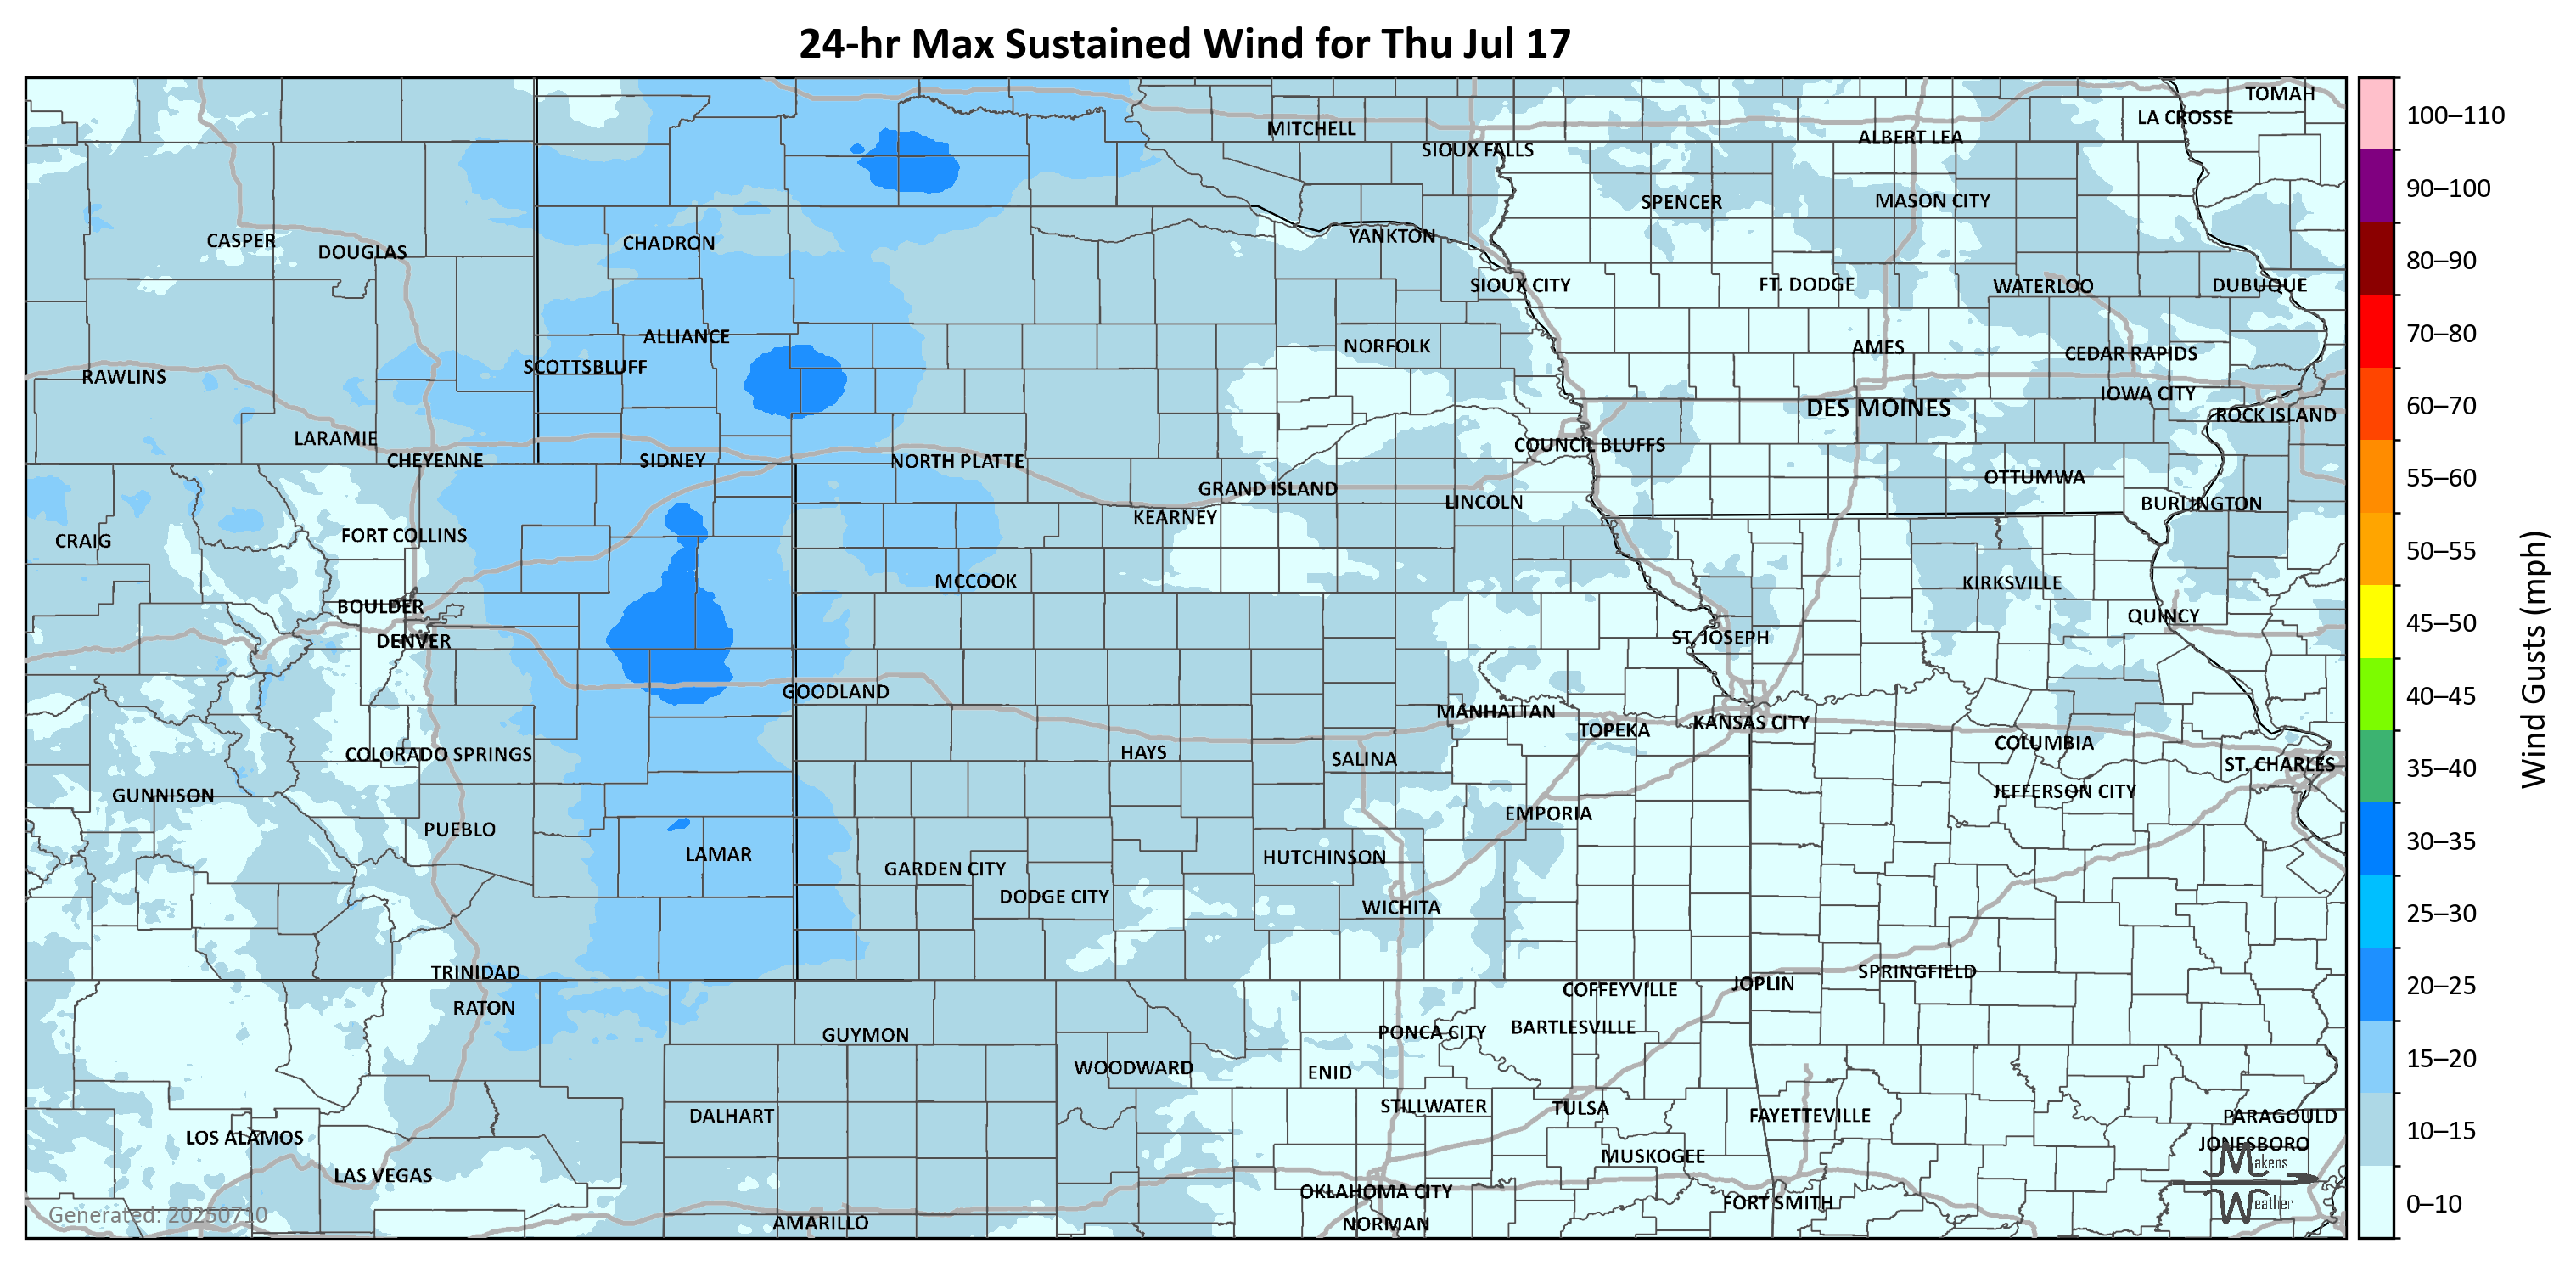 24-hr Max Sustained Wind for Thu Jul 17
TOMAH
LA CROSSE
MITCHELL
ALBERT LEA
SIOUX FALLS
SPENCER
MASON CITY
CASPER
DOUGLAS
CHADRON
YANKTON
SIOUX CITY
FT. DODGE
WATERLOO
DUBUQUE
ALLIANCE
NORFOLK
AMES
CEDAR RAPIDS
SCOTTSBLUFF
RAWLINS
IOWA CITY
DES MOINES
ROCK ISLAND
LARAMIE
COUNCIL BLUFFS
CHEYENNE
SIDNEY
NORTH PLATTE
OTTUMWA
GRAND ISLAND
LINCOLN
BURLINGTON
KEARNEY
CRAIG
FORT COLLINS
MCCOOK
KIRKSVILLE
BOULDER
QUINCY
DENVER
ST. JOSEPH
GOODLAND
MANHATTAN
TOPEKA
KANSAS CITY
COLUMBIA
COLORADO SPRINGS
HAYS
SALINA
ST. CHARLES
GUNNISON
JEFFERSON CITY
EMPORIA
PUEBLO
LAMAR
HUTCHINSON
GARDEN CITY
DODGE CITY
WICHITA
TRINIDAD
SPRINGFIELD
JOPLIN
COFFEYVILLE
RATON
BARTLESVILLE
PONCA CITY
GUYMON
WOODWARD
ENID
STILLWATER
TULSA
DALHART
FAYETTEVILLE
PARAGOULD
LOS ALAMOS
JONESBORO
MUSKOGEE
Makens
LAS VEGAS
OKLAHOMA CITY
FORT SMITH
Weather
Generated: 20250710
AMARILLO
NORMAN
100–110
90–100
80–90
70–80
60–70
55–60
50–55
45–50
40–45
35–40
30–35
25–30
20–25
15–20
10–15
0–10
Wind Gusts (mph)